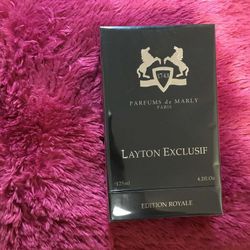 1743
PARFUMS de MARLY
PARIS
LAYTON EXCLUSIF
125ml 4.2fl.Oz
EDITION ROYALE